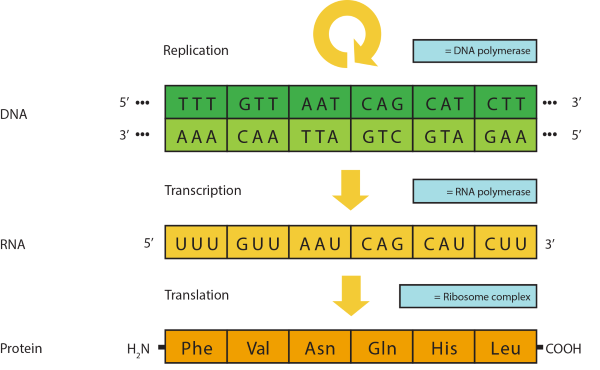 Replication = DNA polymerase
5’ ••• TTT GTT AAT CAG CAT CTT ••• 3’
DNA
3’ ••• AAA CAA TTA GTC GTA GAA ••• 5’
Transcription = RNA polymerase
RNA 5’ UUU GUU AAU CAG CAU CUU 3’
Translation = Ribosome complex
Protein H₂N Phe Val Asn Gln His Leu COOH